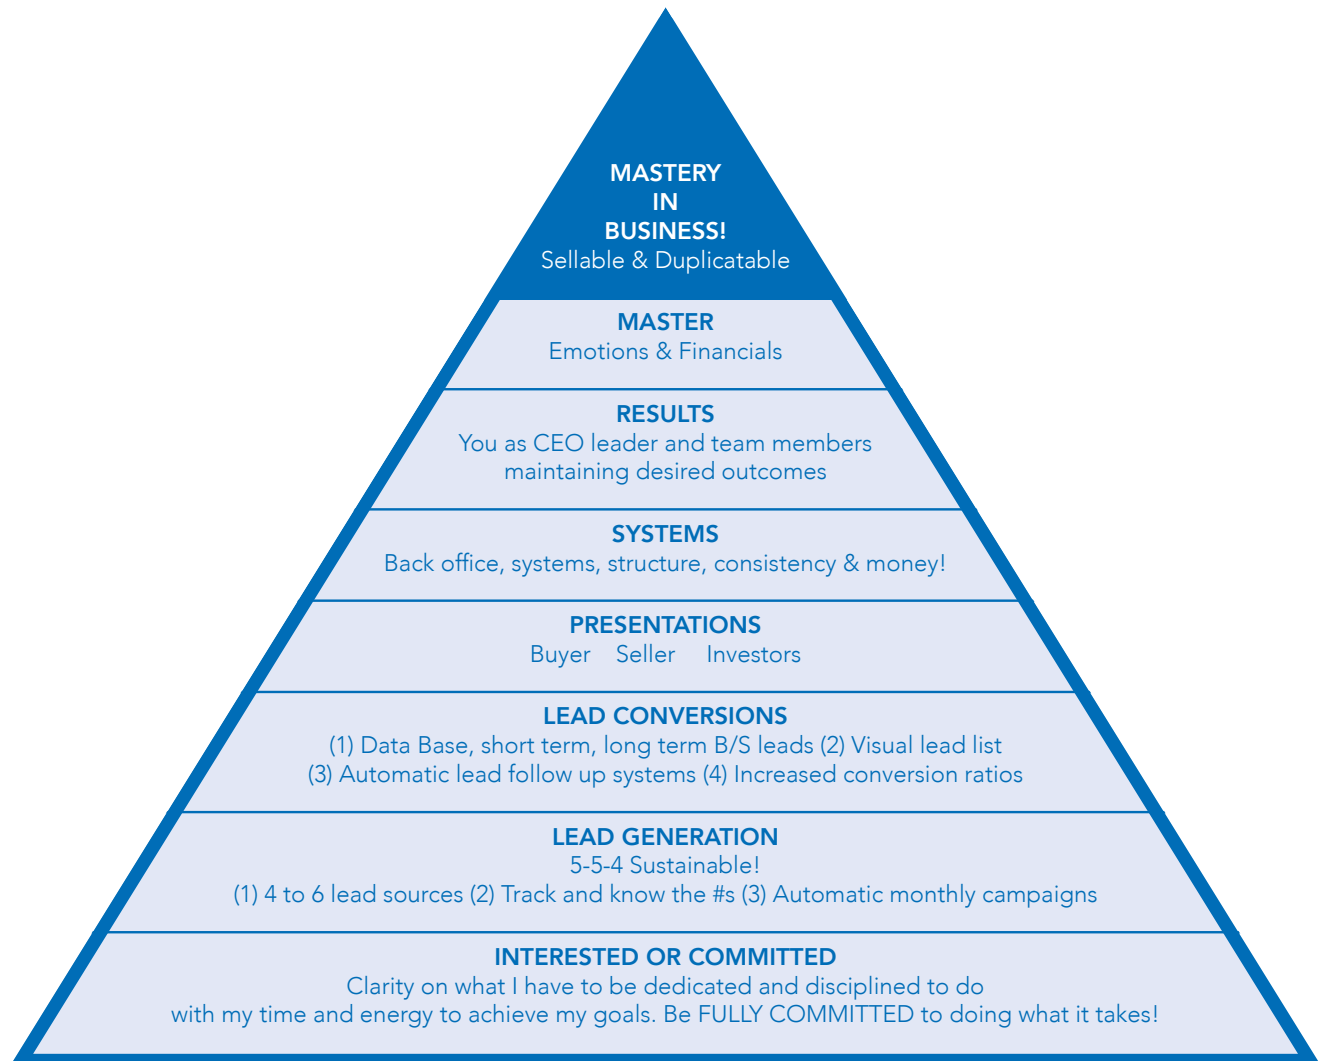 MASTERY
IN
BUSINESS!
Sellable & Duplicatable
MASTER
Emotions & Financials
RESULTS
You as CEO leader and team members
maintaining desired outcomes
SYSTEMS
Back office, systems, structure, consistency & money!
PRESENTATIONS
Buyer Seller Investors
LEAD CONVERSIONS
(1) Data Base, short term, long term B/S leads (2) Visual lead list
(3) Automatic lead follow up systems (4) Increased conversion ratios
LEAD GENERATION
5-5-4 Sustainable!
(1) 4 to 6 lead sources (2) Track and know the #s (3) Automatic monthly campaigns
INTERESTED OR COMMITTED
Clarity on what I have to be dedicated and disciplined to do
with my time and energy to achieve my goals. Be FULLY COMMITTED to doing what it takes!